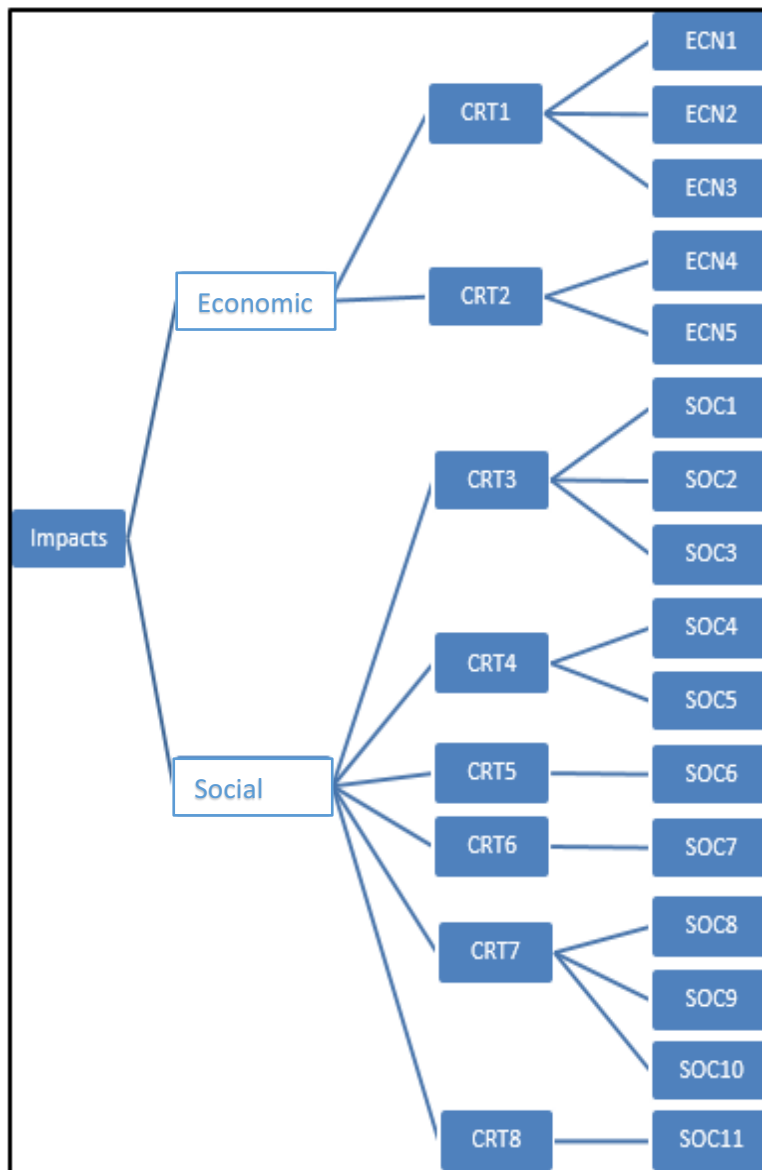 Impacts
Economic
Social
CRT1
CRT2
CRT3
CRT4
CRT5
CRT6
CRT7
CRT8
ECN1
ECN2
ECN3
ECN4
ECN5
SOC1
SOC2
SOC3
SOC4
SOC5
SOC6
SOC7
SOC8
SOC9
SOC10
SOC11